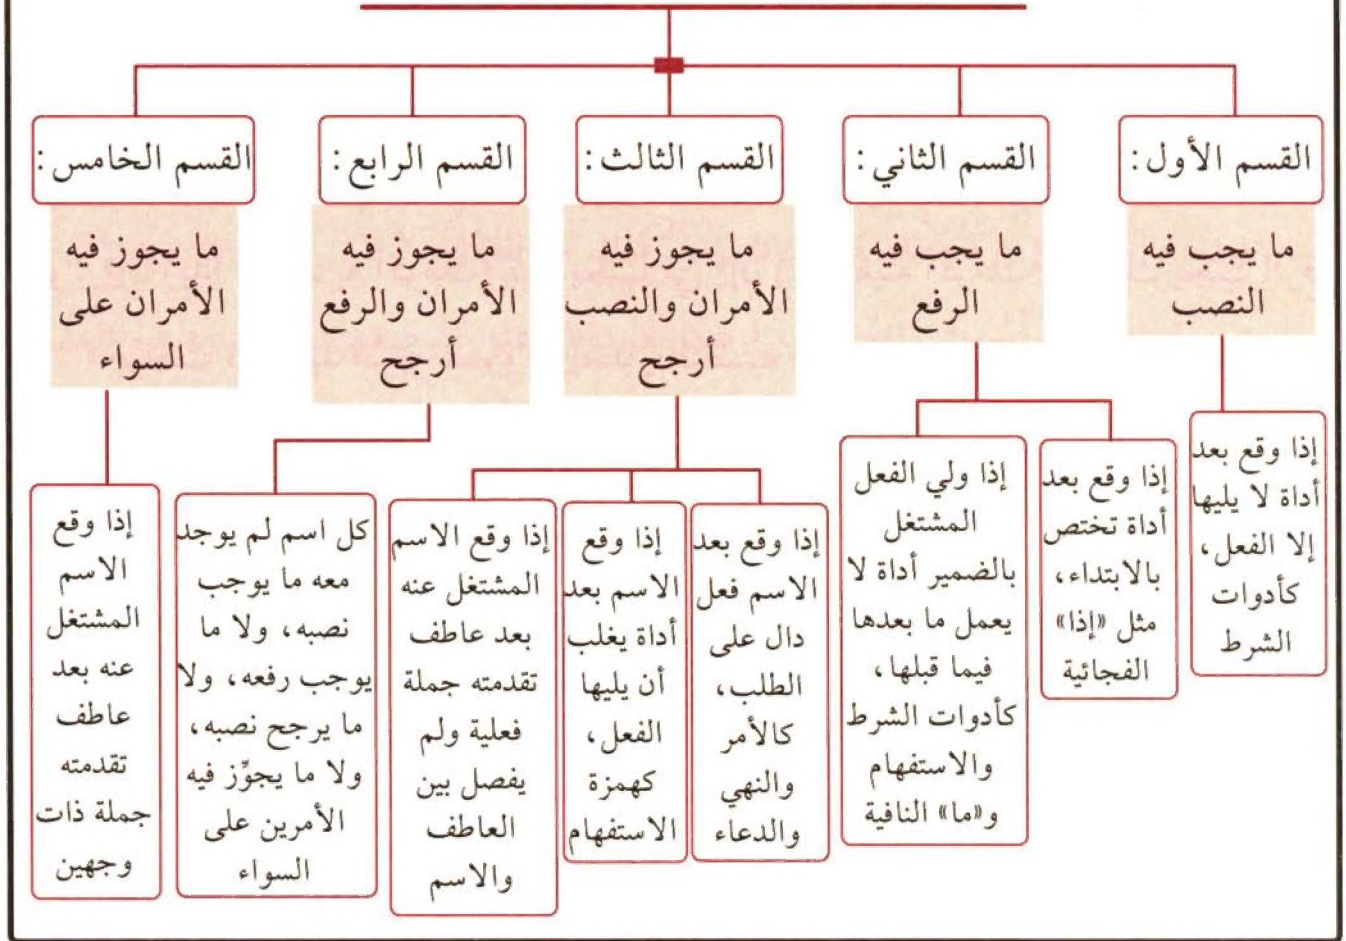 القسم الأول:
ما يجب فيه
النصب
إذا وقع بعد
أداة لا يليها
إلا الفعل،
كأدوات
الشرط
القسم الثاني:
ما يجب فيه
الرفع
إذا وقع بعد
أداة تختص
بالابتداء،
مثل «إذا»
الفجائية
إذا ولي الفعل
المشتغل
بالضمير أداة لا
يعمل ما بعدها
فيما قبلها،
كأدوات الشرط
والاستفهام
و«ما» النافية
القسم الثالث:
ما يجوز فيه
الأمران والنصب
أرجح
إذا وقع بعد
الاسم فعل
دال على
الطلب،
كالأمر
والنهي
والدعاء
إذا وقع
الاسم بعد
أداة يغلب
أن يليها
الفعل،
كهمزة
الاستفهام
إذا وقع الاسم
المشتغل عنه
بعد عاطف
تقدمته جملة
فعلية ولم
يفصل بين
العاطف
والاسم
القسم الرابع:
ما يجوز فيه
الأمران والرفع
أرجح
كل اسم لم يوجد
معه ما يوجب
نصبه، ولا ما
يوجب رفعه، ولا
ما يرجح نصبه،
ولا ما يجوِّز فيه
الأمرين على
السواء
القسم الخامس:
ما يجوز فيه
الأمران على
السواء
إذا وقع
الاسم
المشتغل
عنه بعد
عاطف
تقدمته
جملة ذات
وجهين